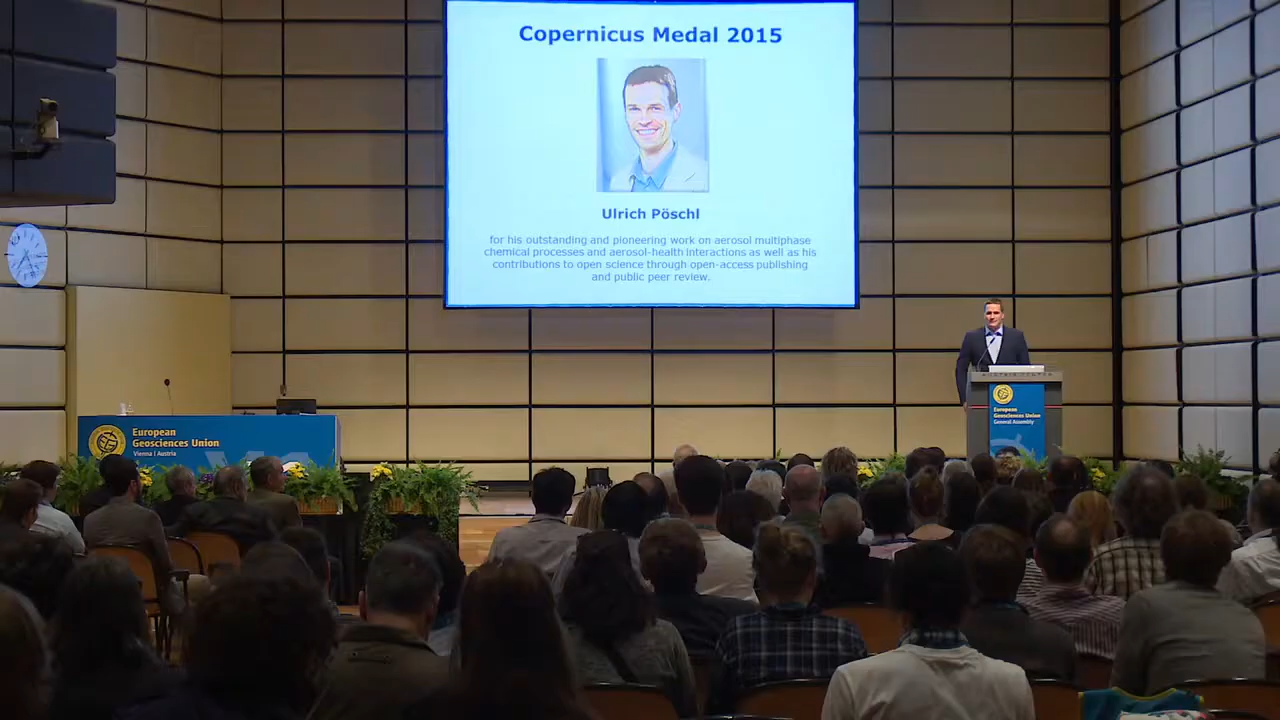 Copernicus Medal 2015
Ulrich Pöschl
for his outstanding and pioneering work on aerosol multiphase
chemical processes and aerosol-health interactions as well as his
contributions to open science through open-access publishing
and public peer review.
European
Geosciences Union
General Assembly
European
Geosciences Union
Vienna | Austria